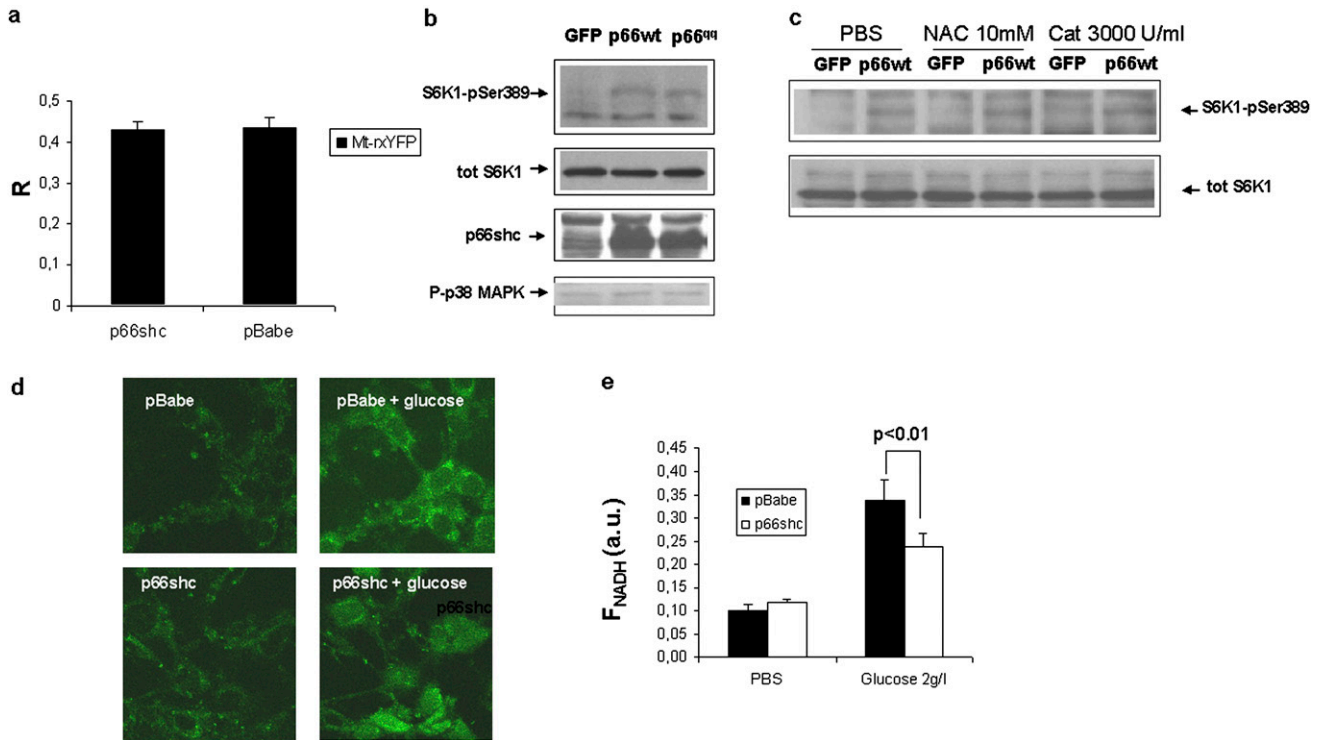 a
0,5
0,4
0,3
0,2
0,1
0
R
Mt-rxYFP
p66shc
pBabe
b
GFP p66wt p66qq
S6K1-pSer389
tot S6K1
p66shc
P-p38 MAPK
c
PBS NAC 10mM Cat 3000 U/ml
GFP p66wt GFP p66wt GFP p66wt
S6K1-pSer389
tot S6K1
d
pBabe
pBabe + glucose
p66shc
p66shc + glucose
p66shc
e
p<0.01
0,45
0,40
0,35
0,30
0,25
0,20
0,15
0,10
0,05
0,00
FNADH (a.u.)
pBabe
p66shc
PBS
Glucose 2g/l